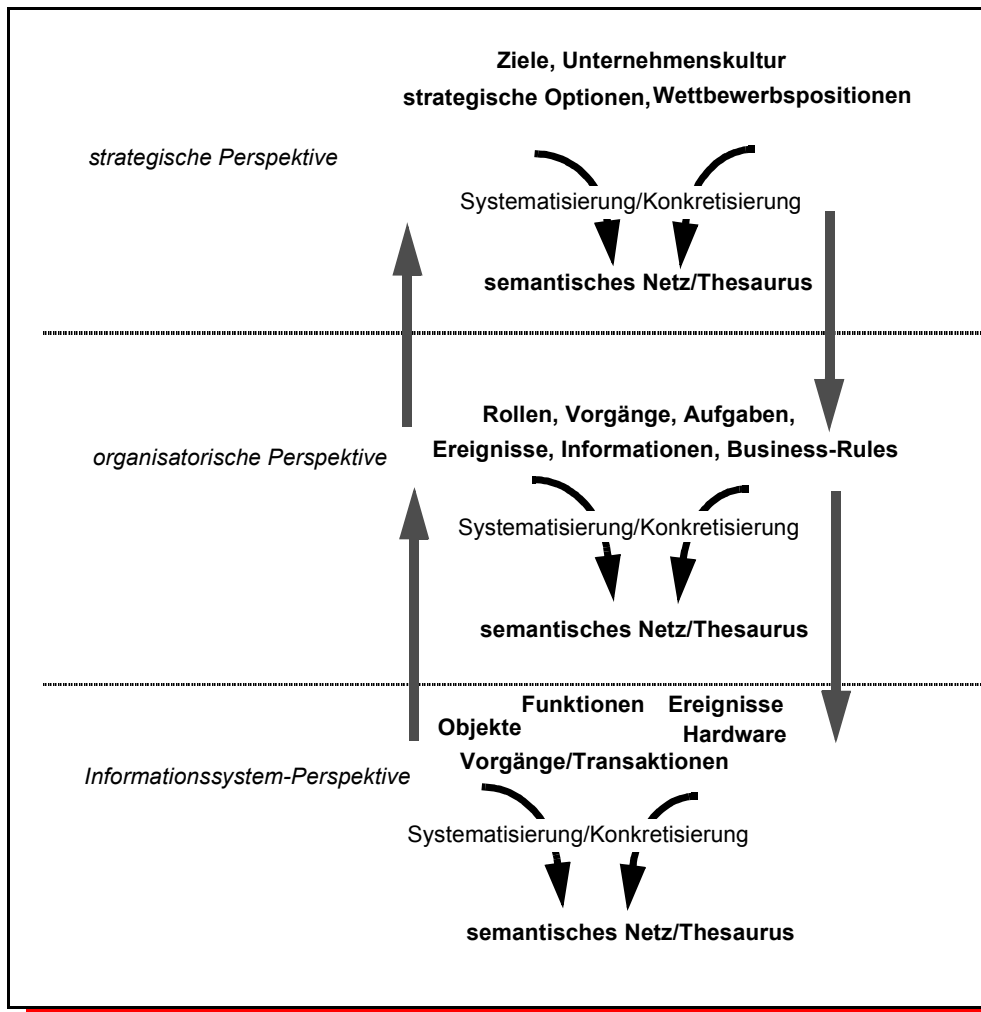 Ziele, Unternehmenskultur
strategische Optionen, Wettbewerbspositionen
strategische Perspektive
Systematisierung/Konkretisierung
semantisches Netz/Thesaurus
Rollen, Vorgänge, Aufgaben,
Ereignisse, Informationen, Business-Rules
organisatorische Perspektive
Systematisierung/Konkretisierung
semantisches Netz/Thesaurus
Funktionen Ereignisse
Objekte Hardware
Vorgänge/Transaktionen
Informationssystem-Perspektive
Systematisierung/Konkretisierung
semantisches Netz/Thesaurus